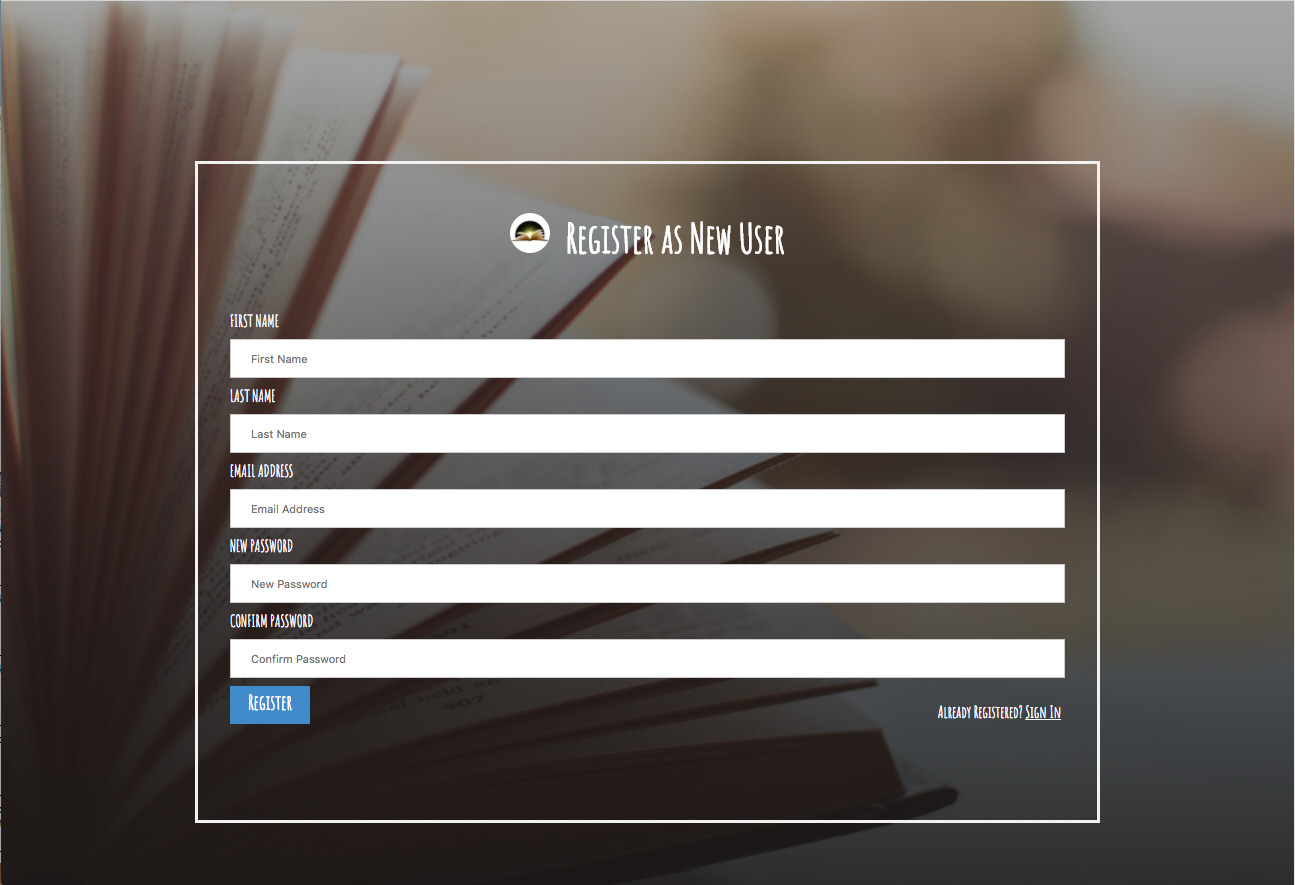 Register as New User
FIRST NAME
First Name
LAST NAME
Last Name
EMAIL ADDRESS
Email Address
NEW PASSWORD
New Password
CONFIRM PASSWORD
Confirm Password
Register
Already Registered? Sign In